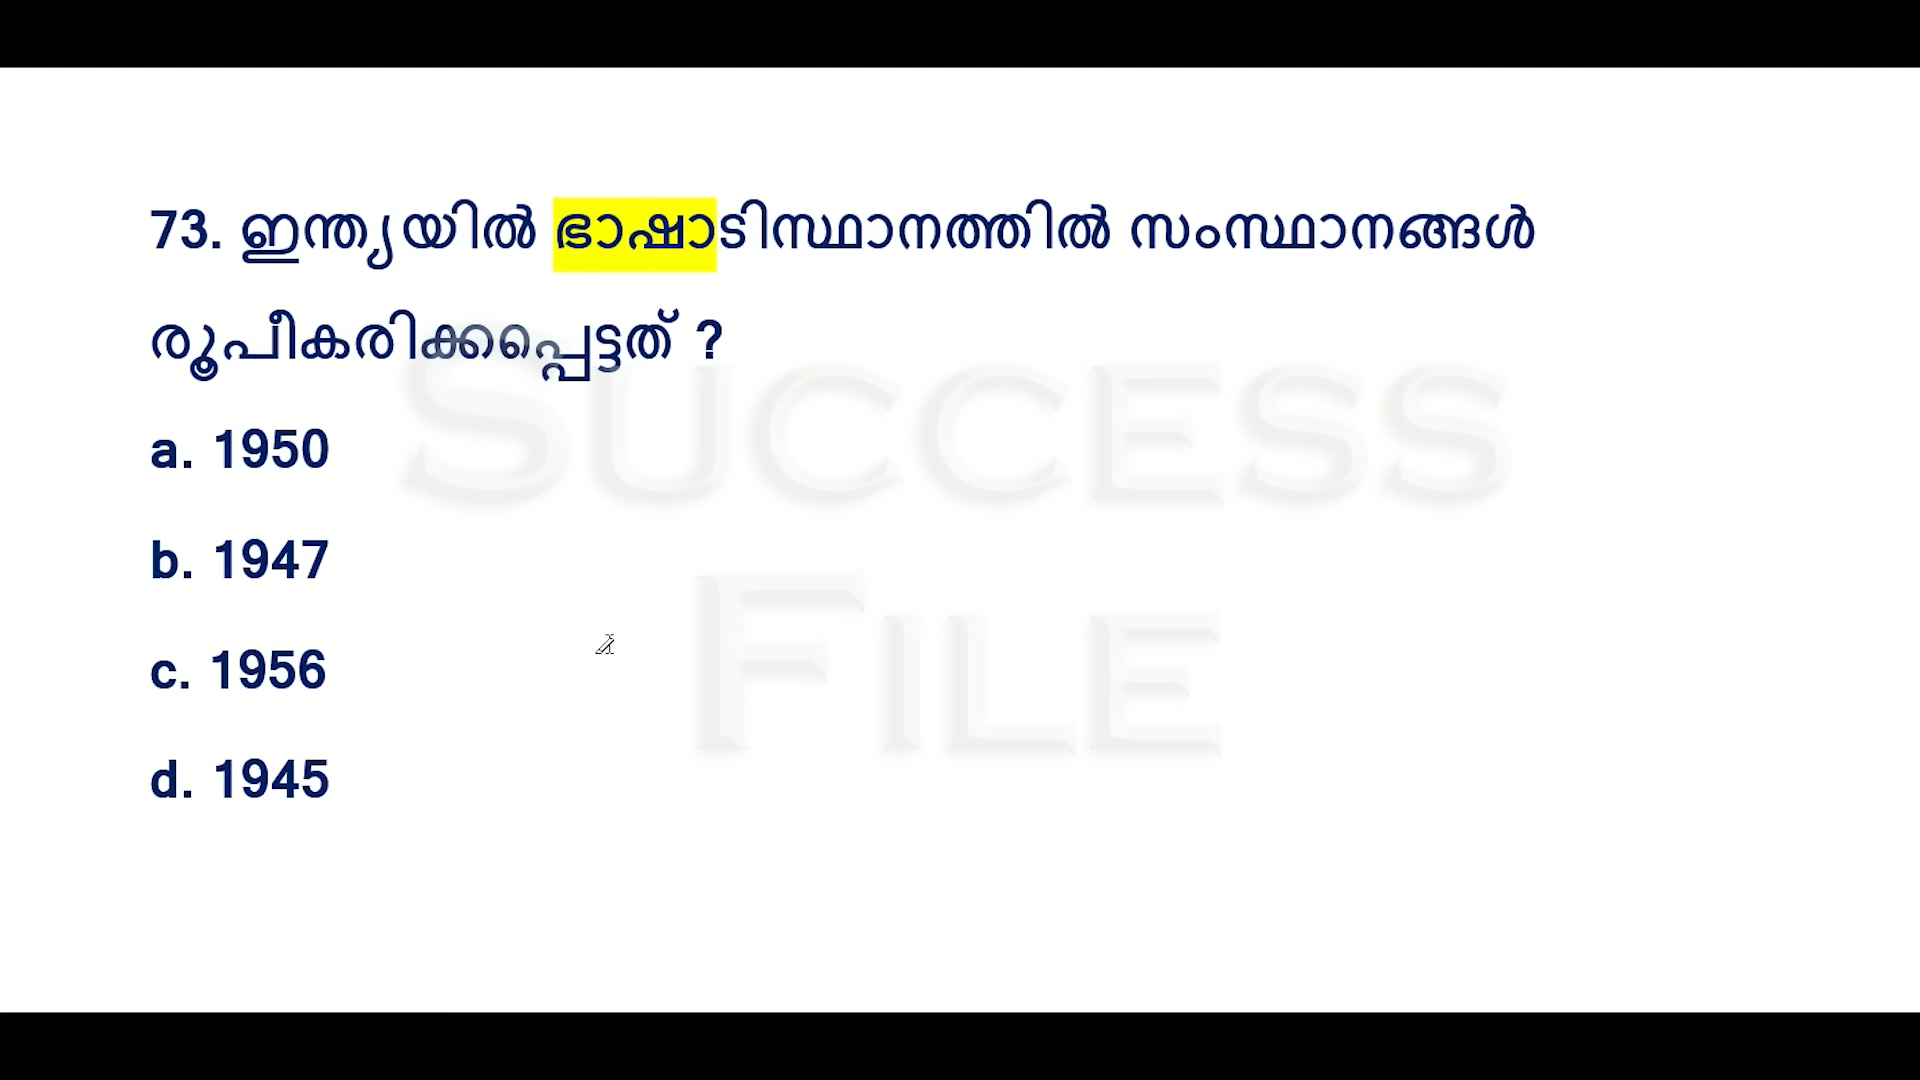 73. ഇന്ത്യയിൽ ഭാഷാടിസ്ഥാനത്തിൽ സംസ്ഥാനങ്ങൾ
രൂപീകരിക്കപ്പെട്ടത് ?
a. 1950
b. 1947
c. 1956
d. 1945
SUCCESS
FILE